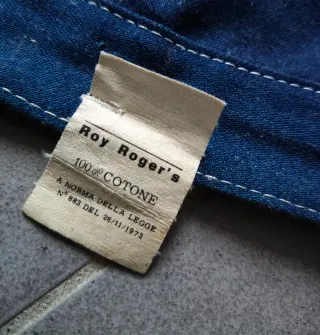 Roy Roger's
100% COTONE
A NORMA DELLA LEGGE
N° 883 DEL 26/11/1973